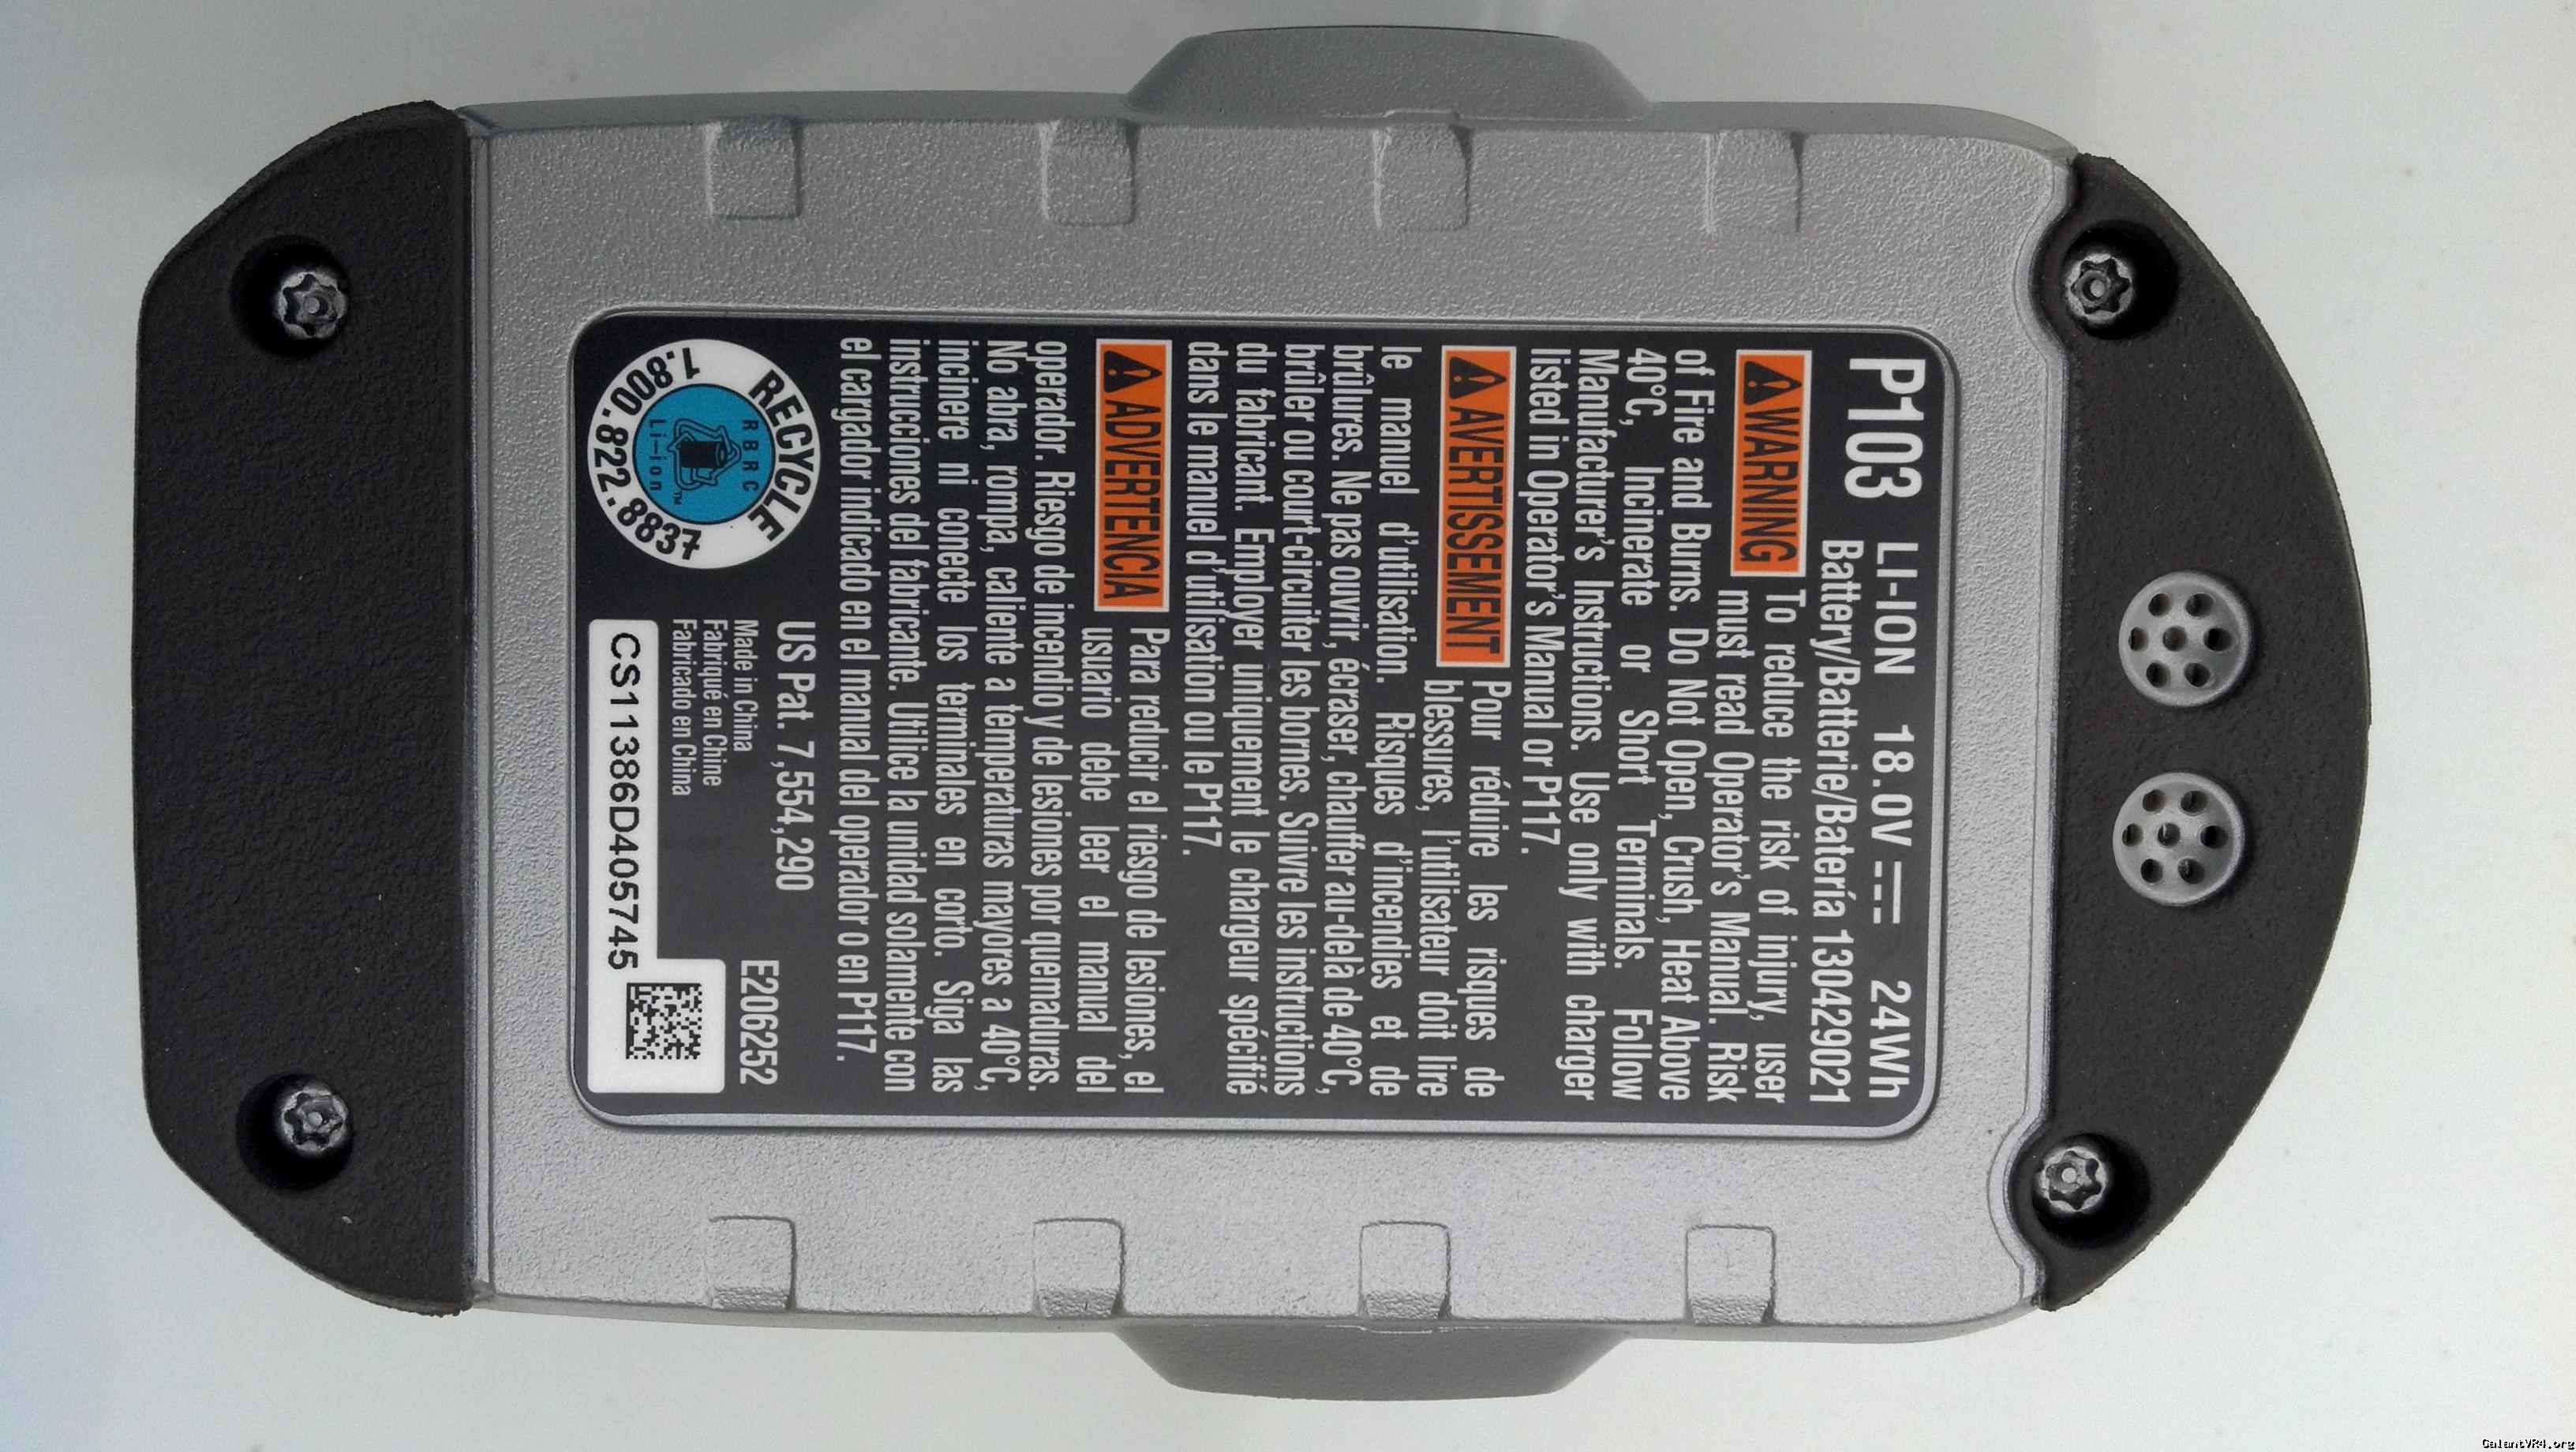 P103 LI-ION 18.0V 24Wh
Battery/Batterie/Batería 130429021
⚠WARNING To reduce the risk of injury, user
must read Operator's Manual. Risk
of Fire and Burns. Do Not Open, Crush, Heat Above
40°C, Incinerate or Short Terminals. Follow
Manufacturer's Instructions. Use only with charger
listed in Operator's Manual or P117.
⚠AVERTISSEMENT Pour réduire les risques de
blessures, l'utilisateur doit lire
le manuel d'utilisation. Risques d'incendies et de
brûlures. Ne pas ouvrir, écraser, chauffer au-delà de 40°C,
brûler ou court-circuiter les bornes. Suivre les instructions
du fabricant. Employer uniquement le chargeur spécifié
dans le manuel d'utilisation ou le P117.
⚠ADVERTENCIA Para reducir el riesgo de lesiones, el
usuario debe leer el manual del
operador. Riesgo de incendio y de lesiones por quemaduras.
No abra, rompa, caliente a temperaturas mayores a 40°C,
incinere ni conecte los terminales en corto. Siga las
instrucciones del fabricante. Utilice la unidad solamente con
el cargador indicado en el manual del operador o en P117.
RECYCLE
RBRC
Li-ion
TM
1.800.822.8837
US Pat. 7,554,290
E206252
Made in China
Fabriqué en Chine
Fabricado en China
CS11386D405745
GalantVR4.org